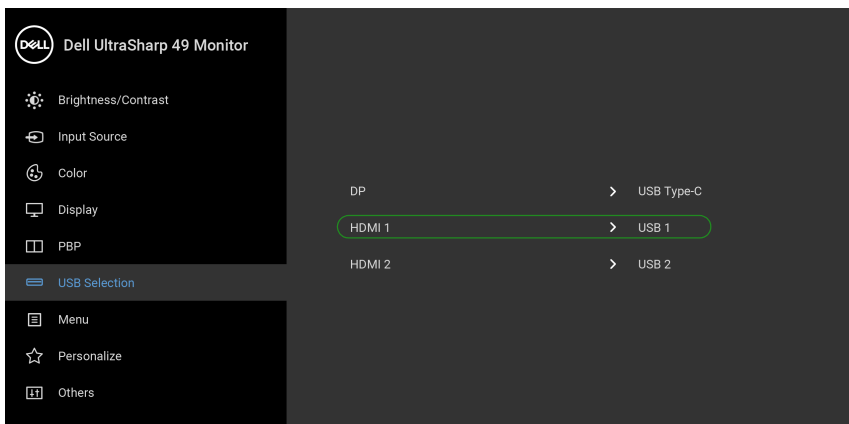 DELL Dell UltraSharp 49 Monitor
Brightness/Contrast
Input Source
Color
Display
PBP
USB Selection
Menu
Personalize
Others
DP > USB Type-C
HDMI 1 > USB 1
HDMI 2 > USB 2